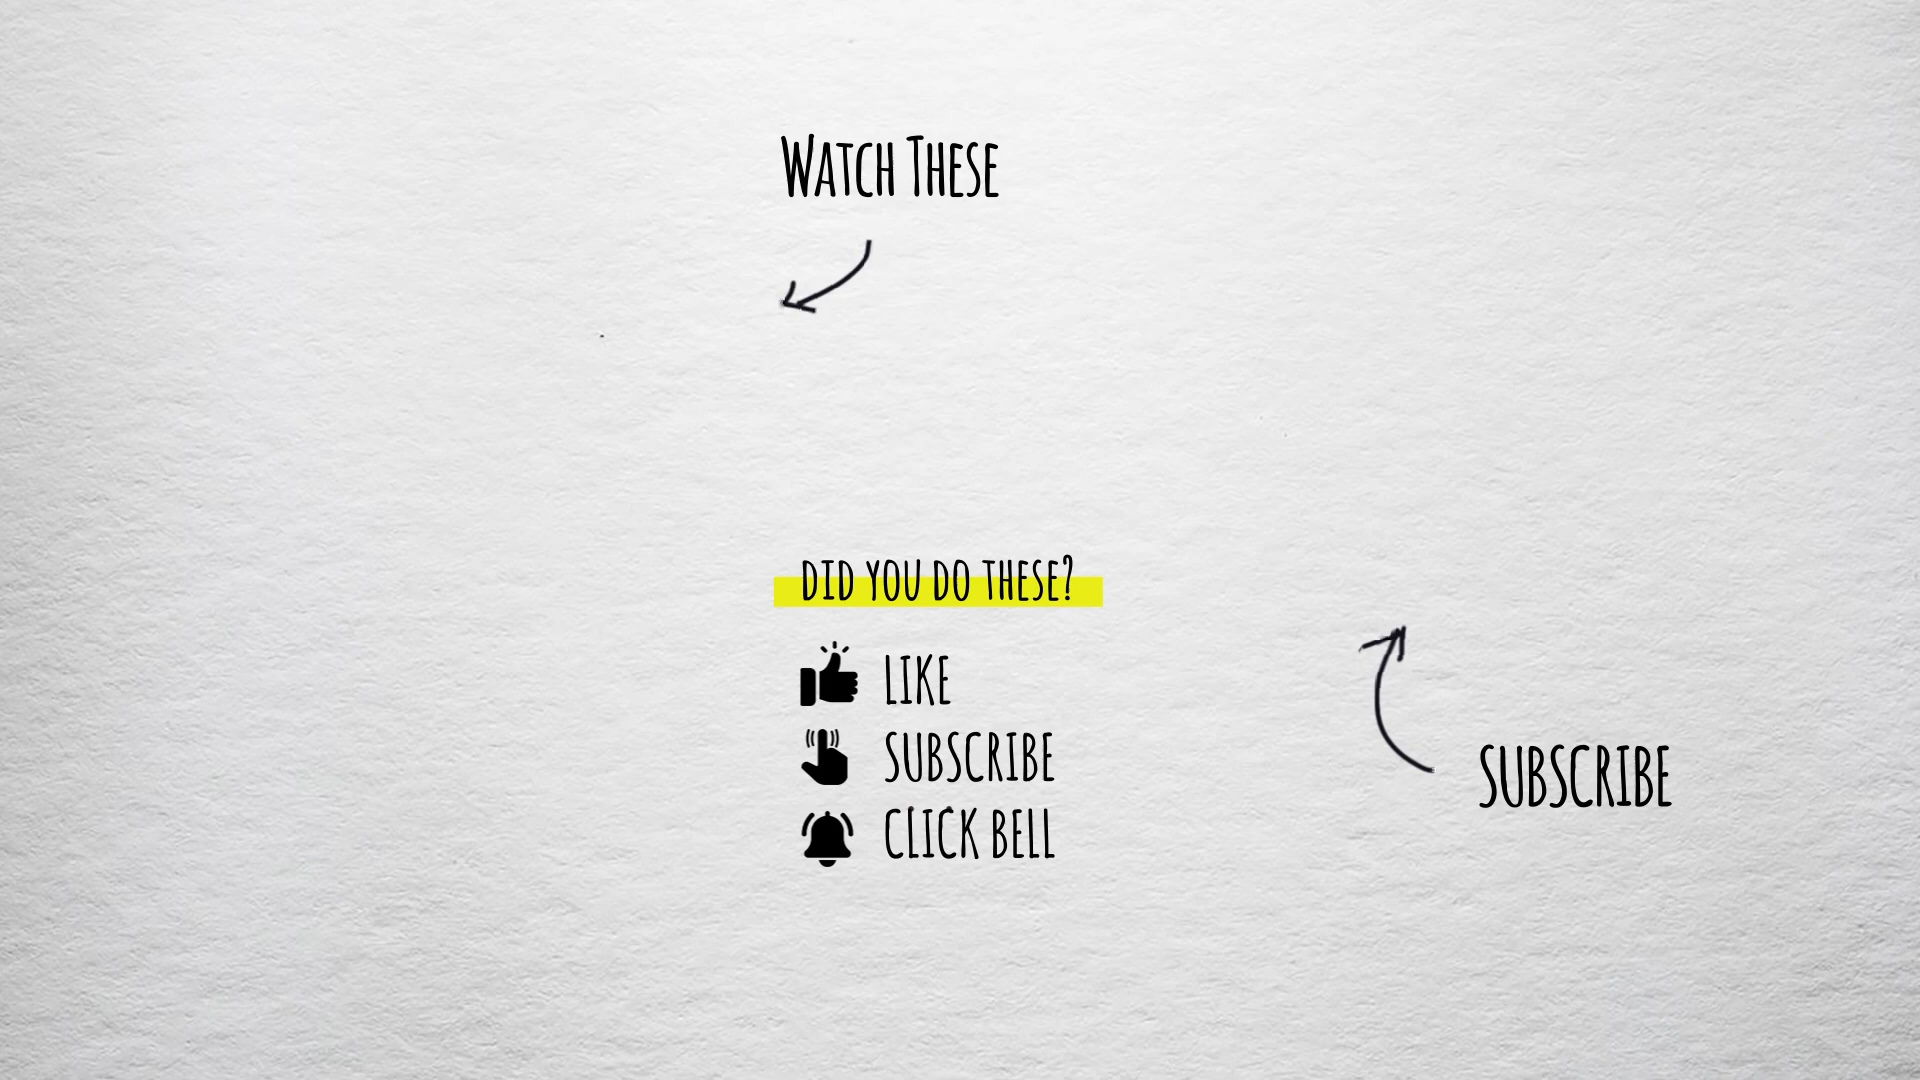 Watch These
DID YOU DO THESE?
LIKE
SUBSCRIBE
CLICK BELL
SUBSCRIBE